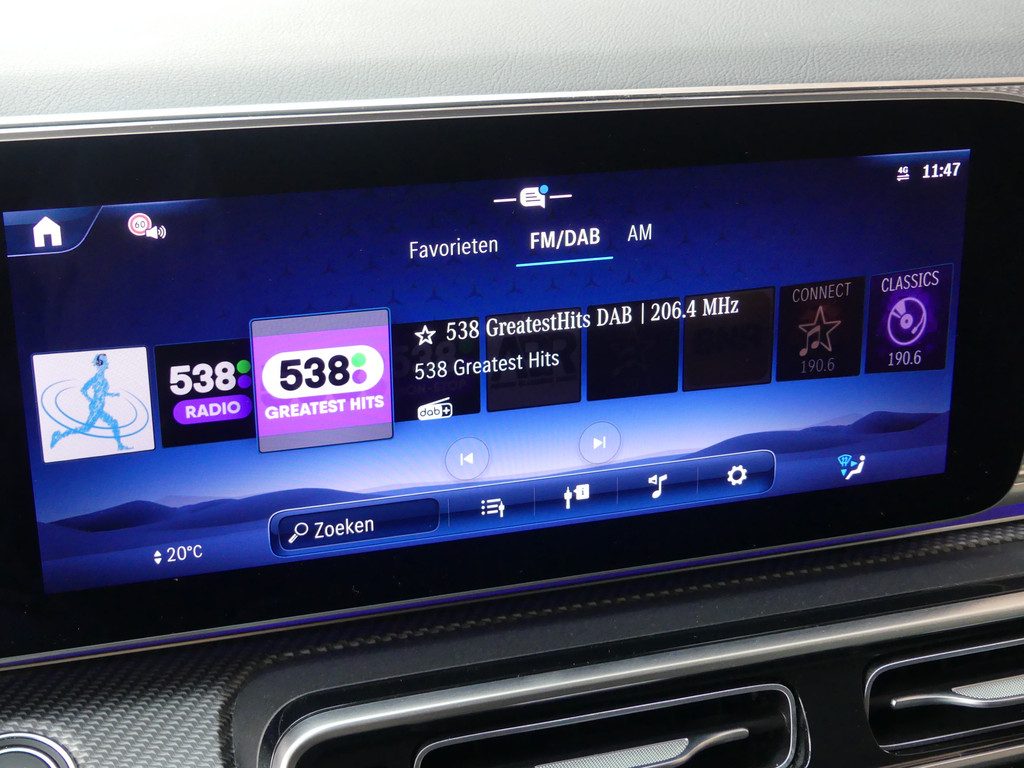 4G 11:47
60
Favorieten FM/DAB AM
538 GreatestHits DAB | 206.4 MHz
538 Greatest Hits
538
RADIO
538
GREATEST HITS
dab+
CONNECT
190.6
CLASSICS
190.6
Zoeken
20°C